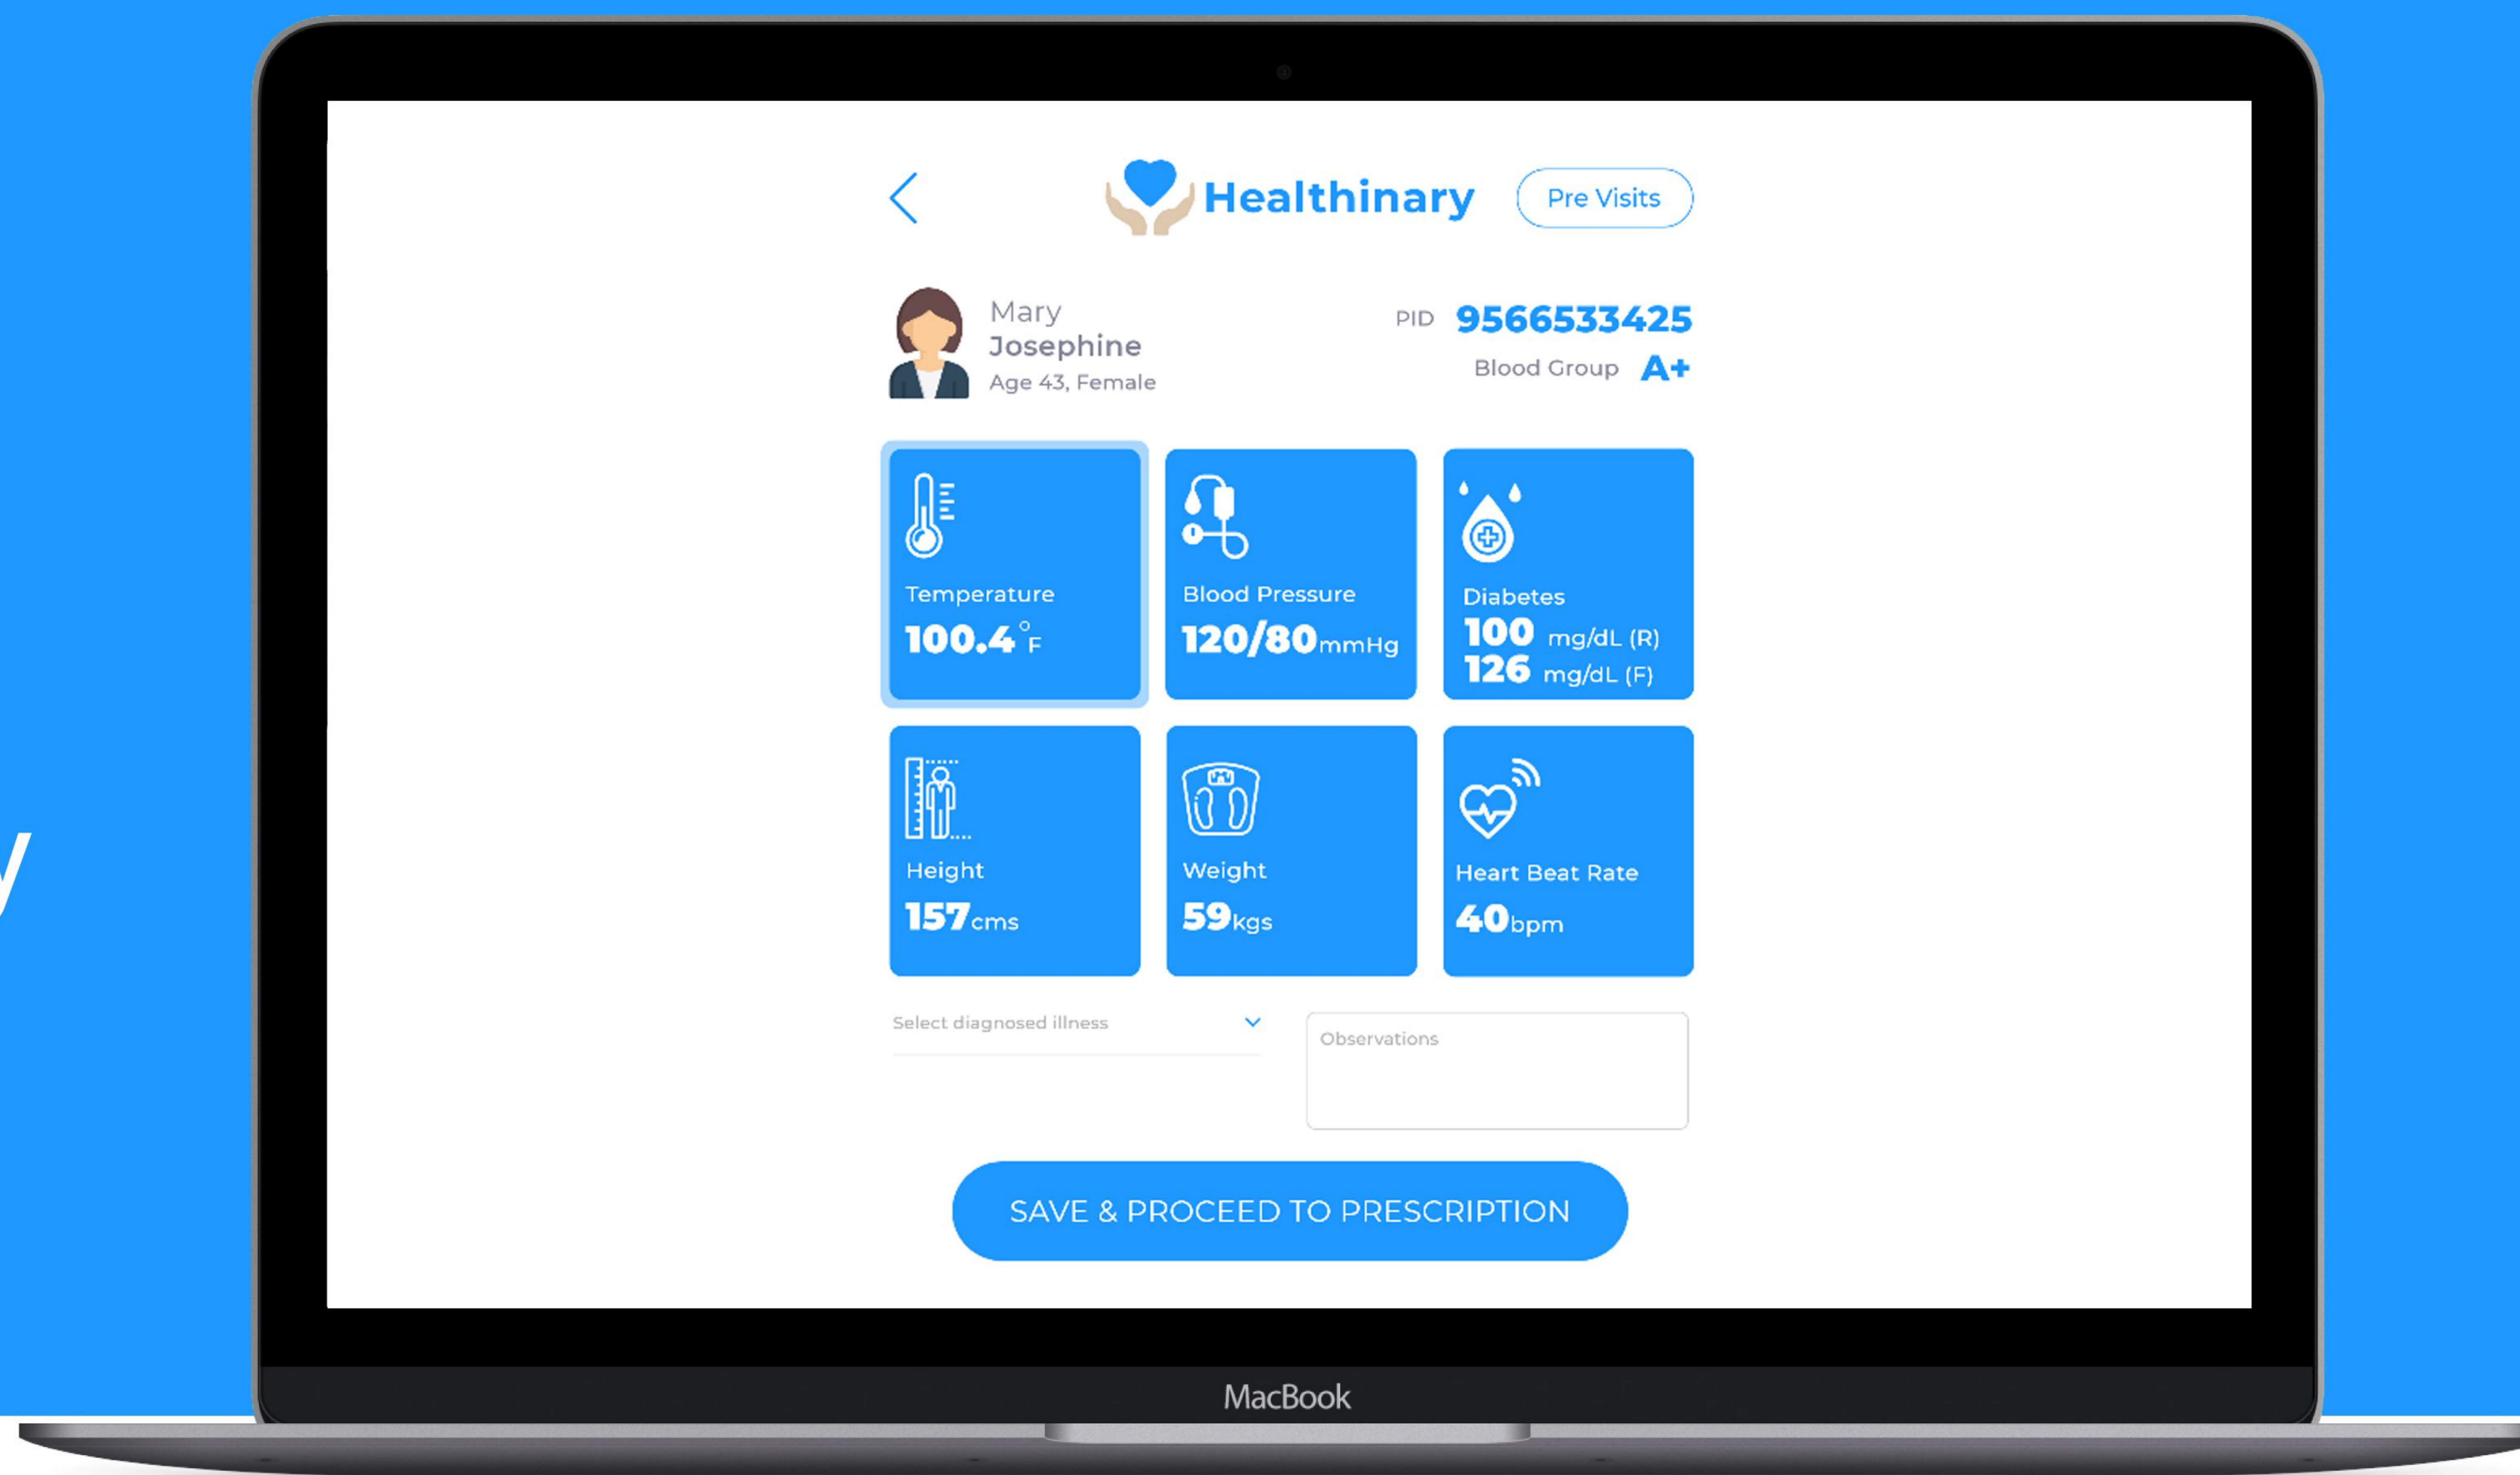 Healthinary
Pre Visits
Mary
Josephine
Age 43, Female
PID 9566533425
Blood Group A+
Temperature
100.4°F
Blood Pressure
120/80mmHg
Diabetes
100 mg/dL (R)
126 mg/dL (F)
Height
157cms
Weight
59kgs
Heart Beat Rate
40bpm
Select diagnosed illness
Observations
SAVE & PROCEED TO PRESCRIPTION
MacBook